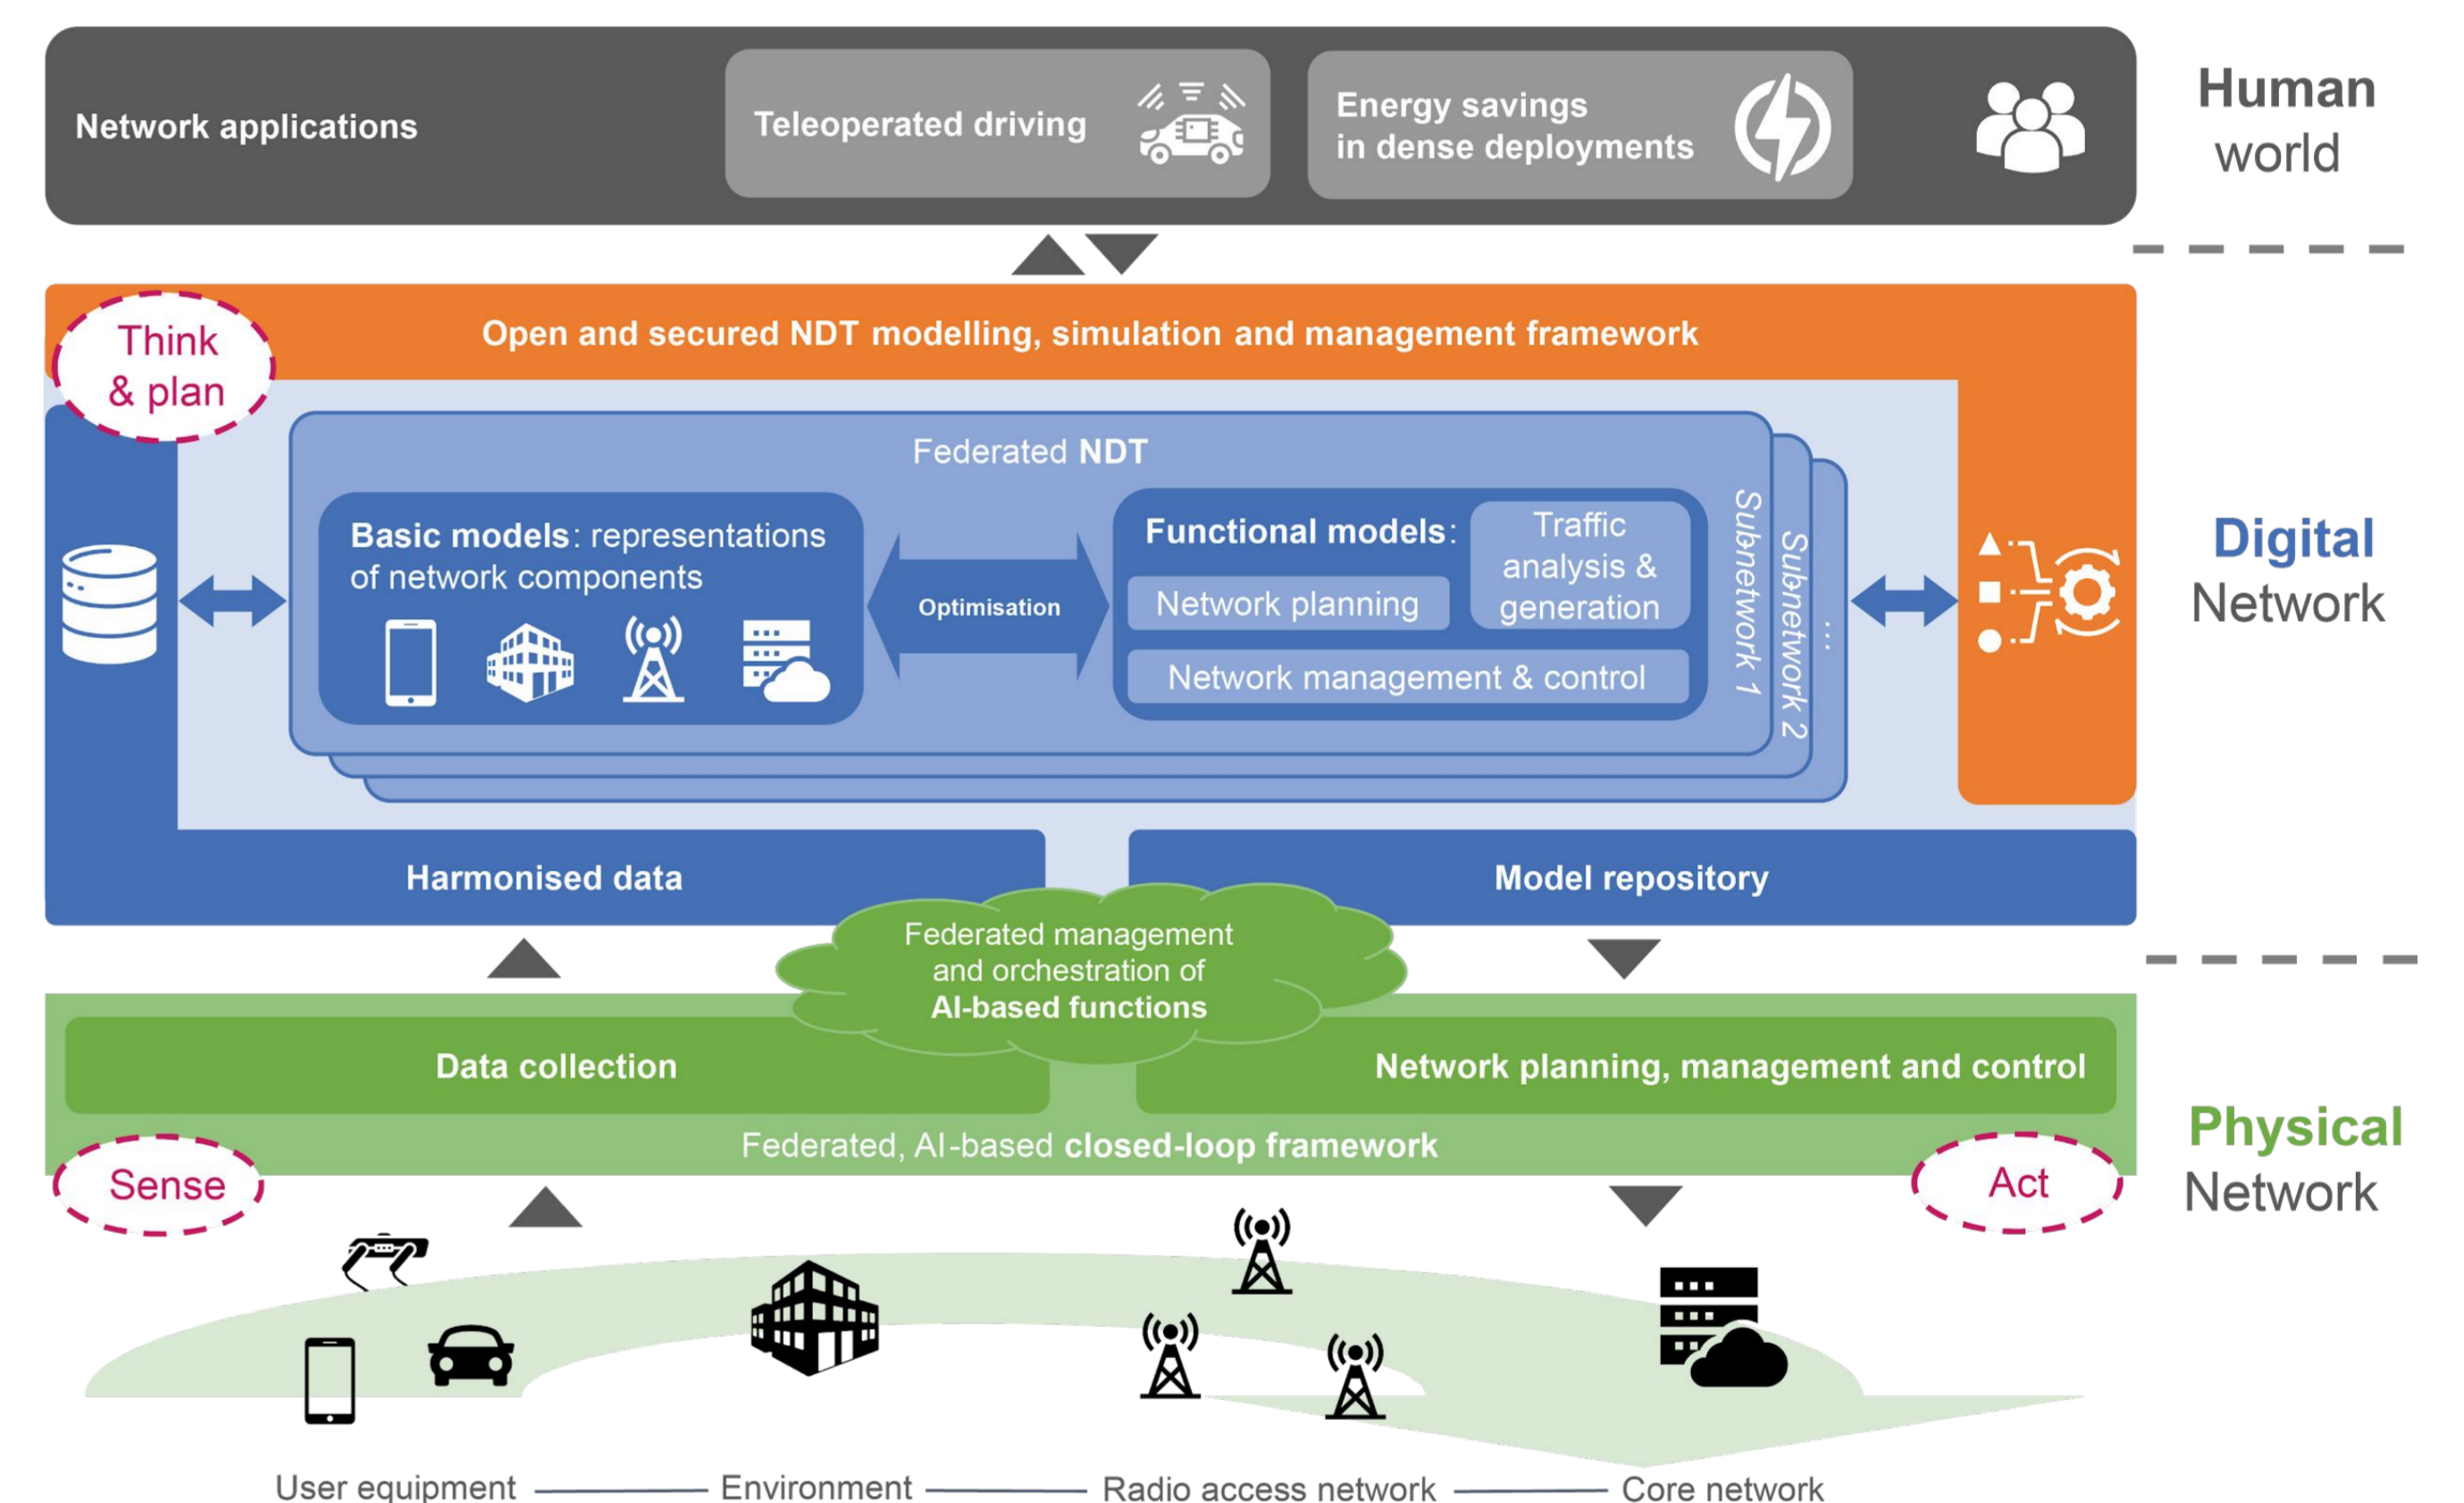 Network applications
Teleoperated driving
Energy savings
in dense deployments
Human
world
Think
& plan
Open and secured NDT modelling, simulation and management framework
Federated NDT
Basic models: representations
of network components
Optimisation
Functional models:
Traffic
analysis &
generation
Network planning
Network management & control
Subnetwork 1
Subnetwork 2
...
Digital
Network
Harmonised data
Model repository
Federated management
and orchestration of
AI-based functions
Data collection
Network planning, management and control
Federated, AI-based closed-loop framework
Sense
Act
Physical
Network
User equipment
Environment
Radio access network
Core network